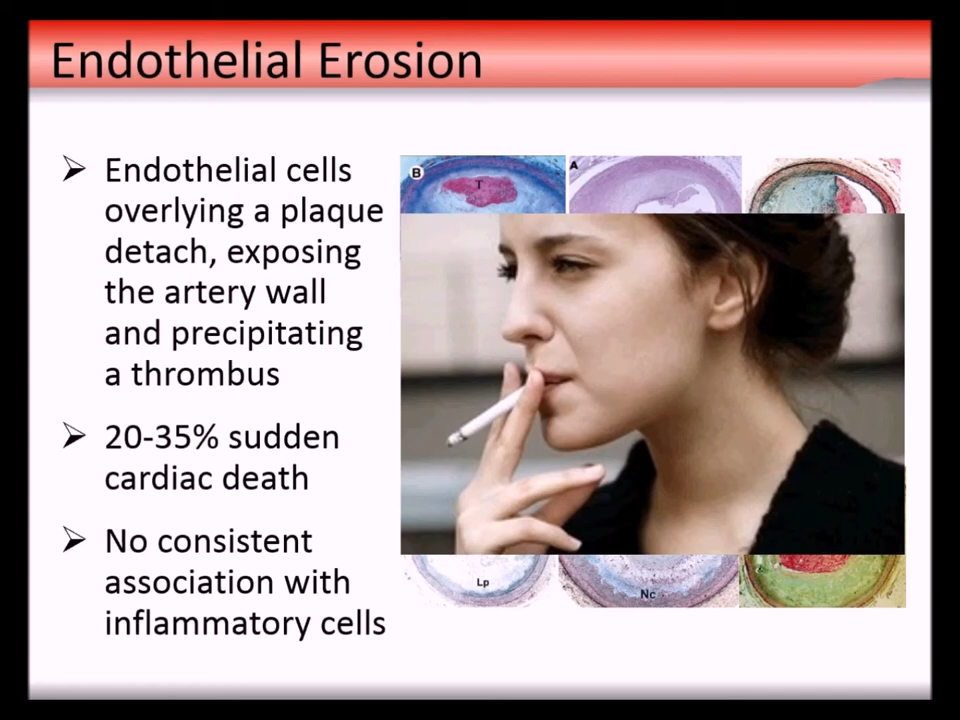 Endothelial Erosion
Endothelial cells
overlying a plaque
detach, exposing
the artery wall
and precipitating
a thrombus
20-35% sudden
cardiac death
No consistent
association with
inflammatory cells
B
T
A
Lp
Nc